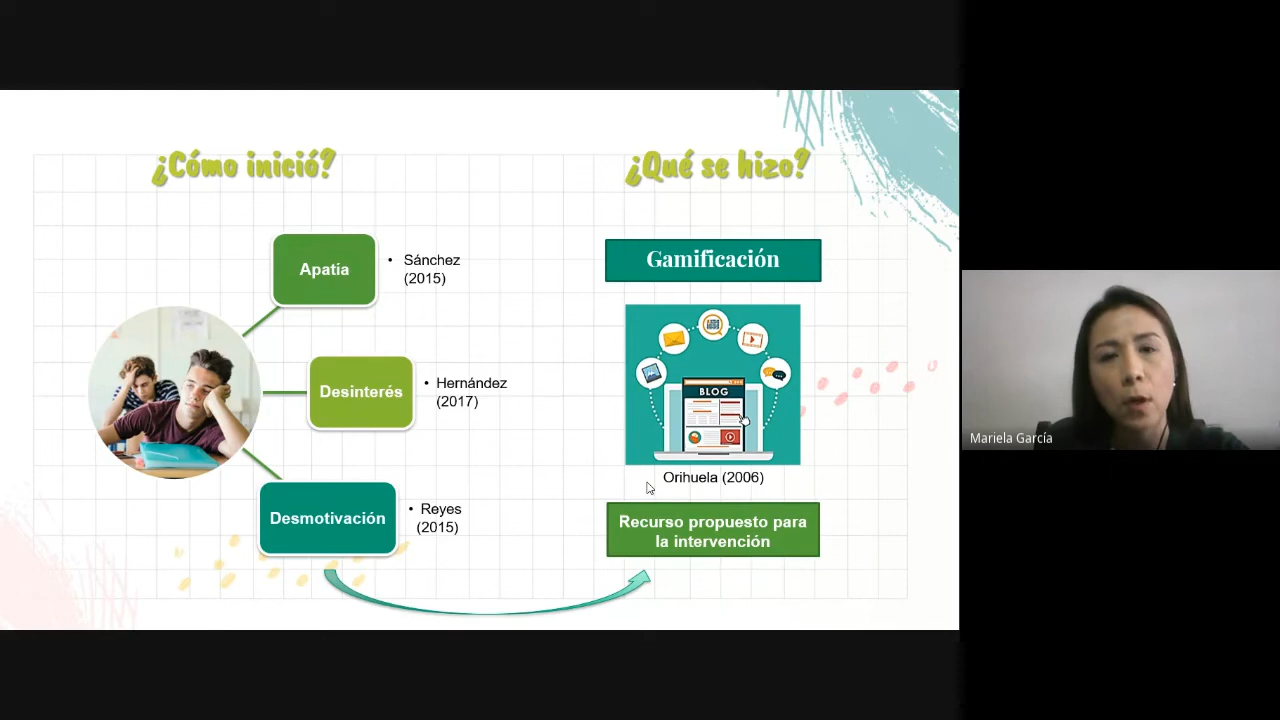 ¿Cómo inició?
Apatía
• Sánchez
(2015)
Desinterés
• Hernández
(2017)
Desmotivación
• Reyes
(2015)
¿Qué se hizo?
Gamificación
BLOG
Orihuela (2006)
Recurso propuesto para
la intervención
Mariela García